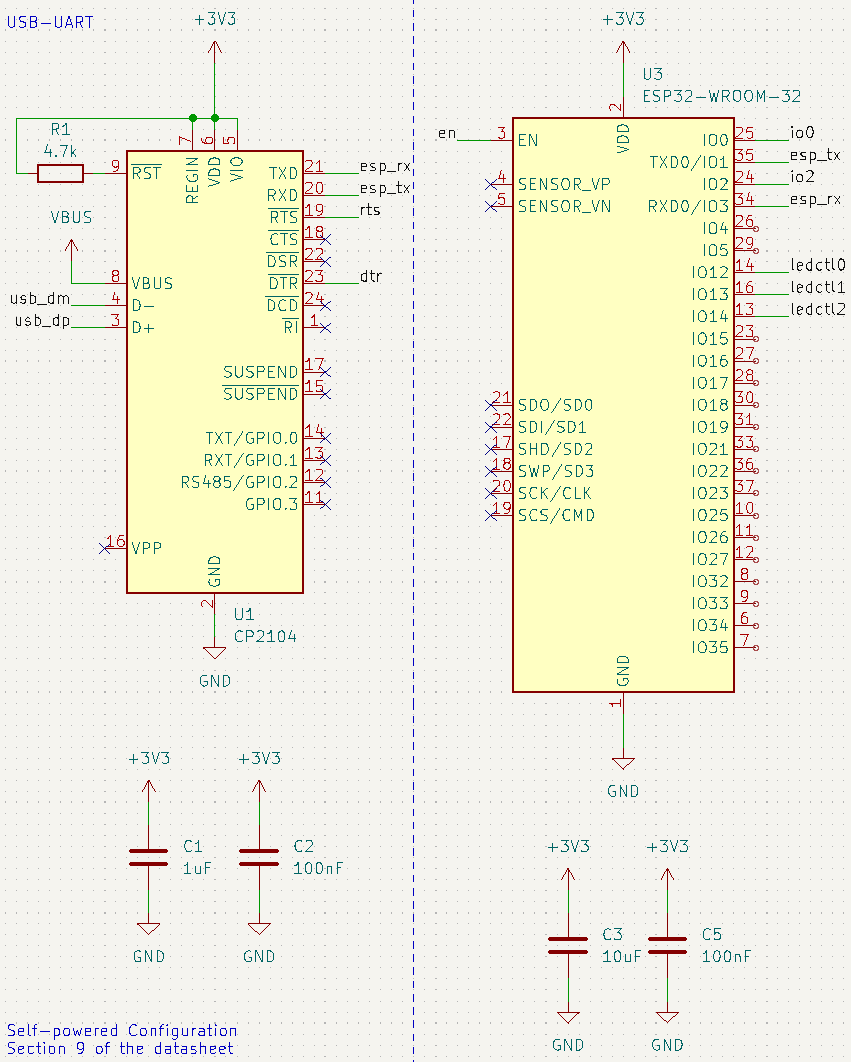 USB-UART
+3V3
R1
4.7k
7
6
5
REGIN
VDD
VIO
9
RST
VBUS
8
VBUS
usb_dm
4
D-
usb_dp
3
D+
16
VPP
TXD
21
esp_rx
RXD
20
esp_tx
RTS
19
rts
CTS
18
DSR
22
DTR
23
dtr
DCD
24
RI
1
SUSPEND
17
SUSPEND
15
TXT/GPIO.0
14
RXT/GPIO.1
13
RS485/GPIO.2
12
GPIO.3
11
GND
2
U1
CP2104
GND
+3V3
C1
1uF
GND
+3V3
C2
100nF
GND
Self-powered Configuration
Section 9 of the datasheet
+3V3
U3
ESP32-WROOM-32
2
VDD
en
3
EN
4
SENSOR_VP
5
SENSOR_VN
21
SDO/SD0
22
SDI/SD1
17
SHD/SD2
18
SWP/SD3
20
SCK/CLK
19
SCS/CMD
IO0
25
io0
TXD0/IO1
35
esp_tx
IO2
24
io2
RXD0/IO3
34
esp_rx
IO4
26
IO5
29
IO12
14
ledctl0
IO13
16
ledctl1
IO14
13
ledctl2
IO15
23
IO16
27
IO17
28
IO18
30
IO19
31
IO21
33
IO22
36
IO23
37
IO25
10
IO26
11
IO27
12
IO32
8
IO33
9
IO34
6
IO35
7
GND
1
GND
+3V3
C3
10uF
GND
+3V3
C5
100nF
GND